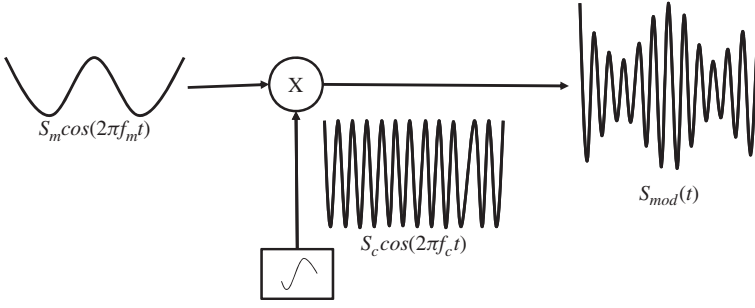 X
S_m cos(2πf_m t)
S_mod(t)
S_c cos(2πf_c t)